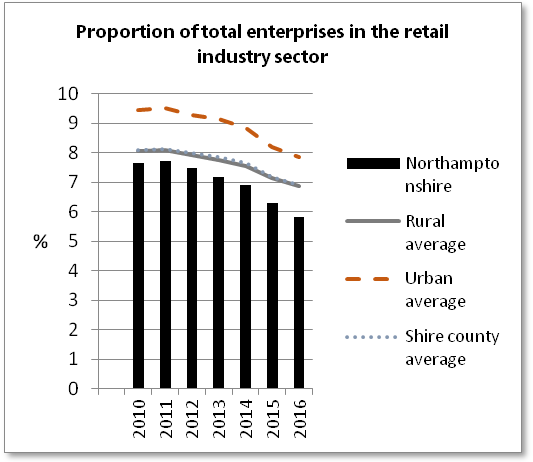 Proportion of total enterprises in the retail
industry sector
10
9
8
7
6
5
4
3
2
1
0
%
2010
2011
2012
2013
2014
2015
2016
Northampto
nshire
Rural
average
Urban
average
Shire county
average